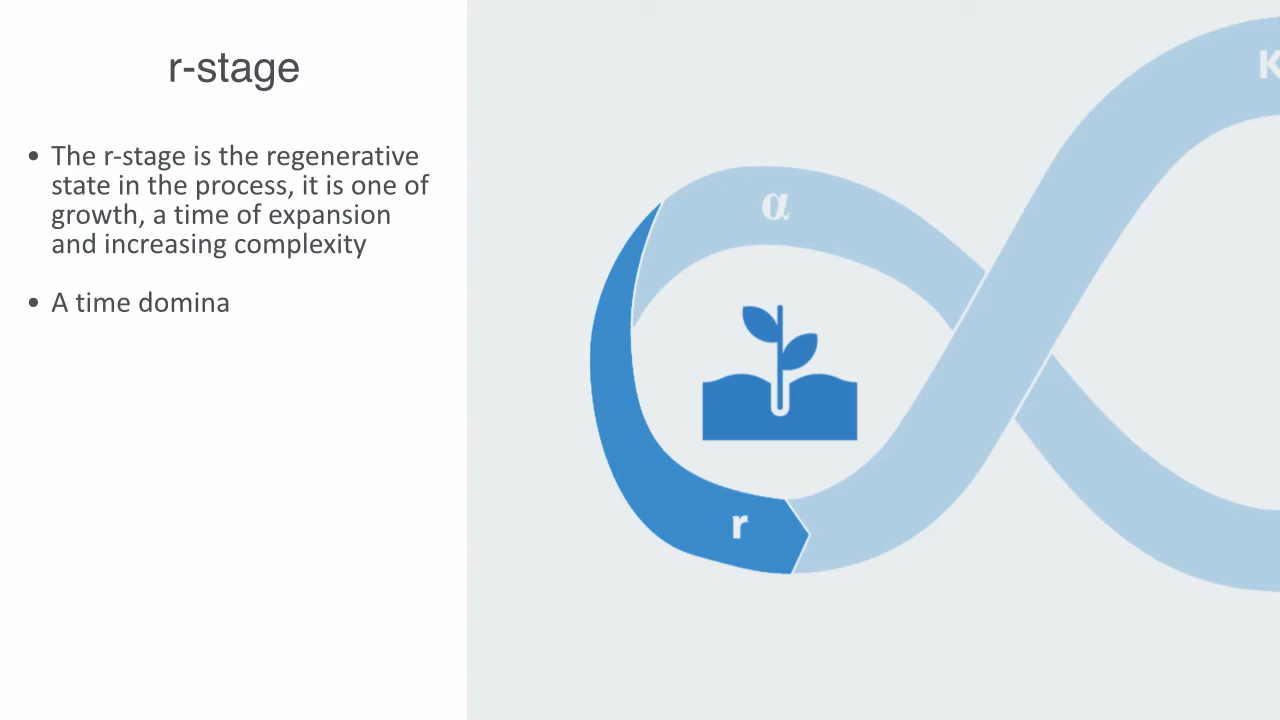 r-stage
• The r-stage is the regenerative
state in the process, it is one of
growth, a time of expansion
and increasing complexity
• A time domina
K
α
r